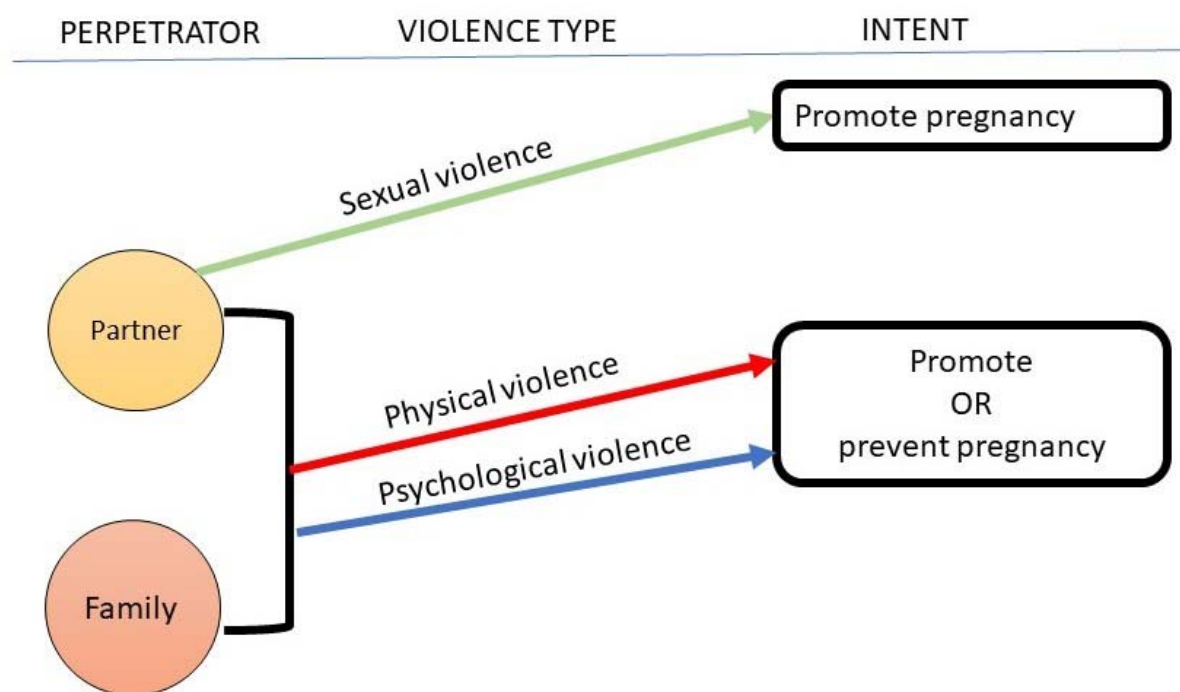 PERPETRATOR VIOLENCE TYPE INTENT
Promote pregnancy
Sexual violence
Partner
Physical violence
Promote
OR
prevent pregnancy
Psychological violence
Family